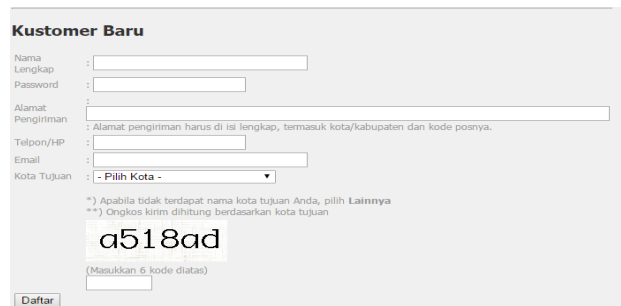 Kustomer Baru
Nama Lengkap :
Password :
Alamat Pengiriman :
: Alamat pengiriman harus di isi lengkap, termasuk kota/kabupaten dan kode posnya.
Telpon/HP :
Email :
Kota Tujuan : - Pilih Kota -
*) Apabila tidak terdapat nama kota tujuan Anda, pilih Lainnya
**) Ongkos kirim dihitung berdasarkan kota tujuan
a518ad
(Masukkan 6 kode diatas)
Daftar